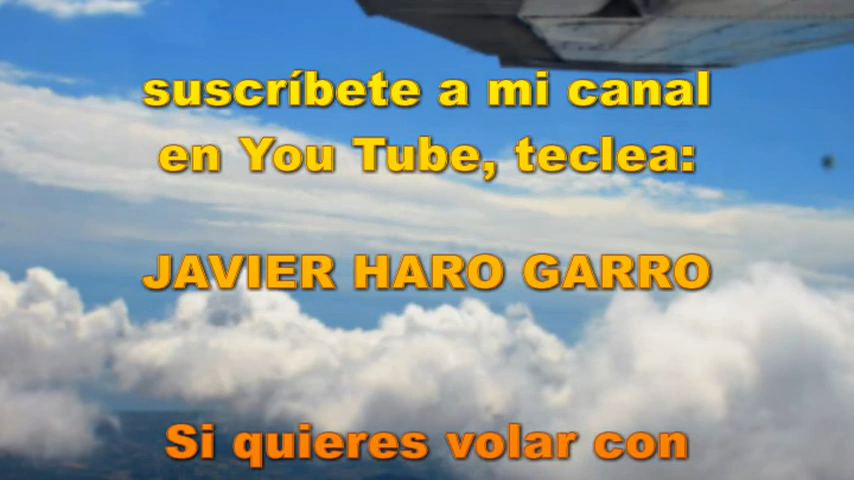 suscríbete a mi canal
en You Tube, teclea:
JAVIER HARO GARRO
Si quieres volar con